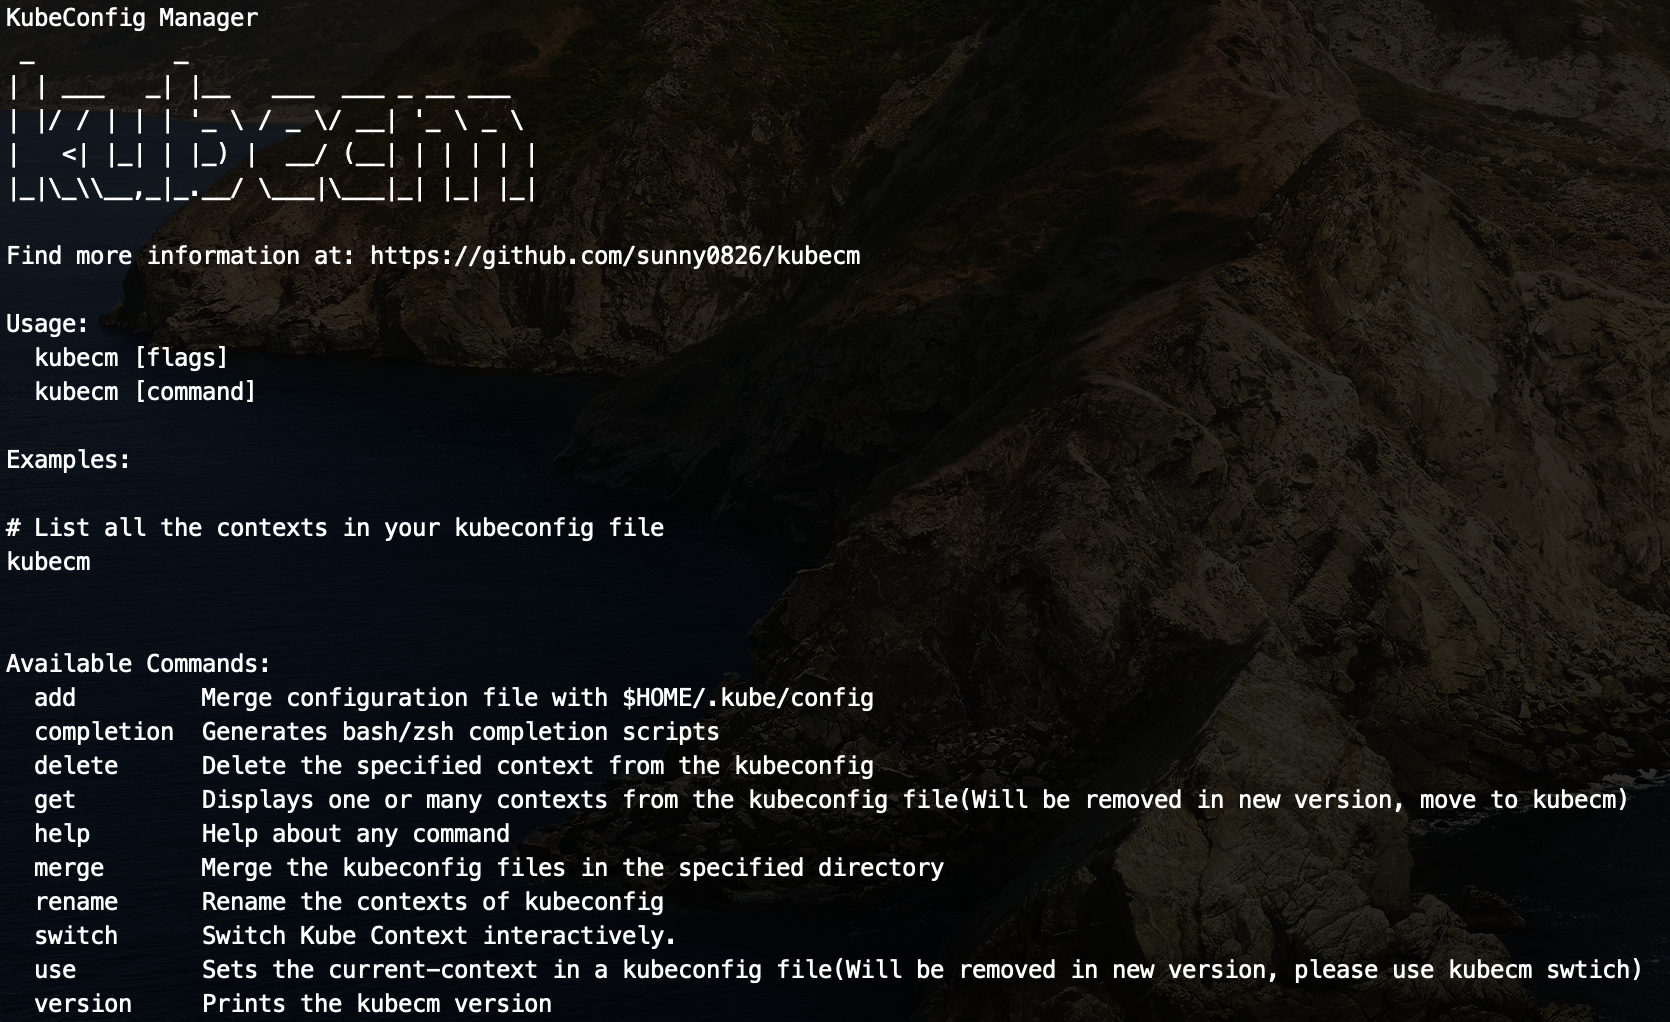 KubeConfig Manager
 _          _
| | ___   _| |__   ___  ___ _ __ ___
| |/ / | | | '_ \ / _ \/ __| '_ \ _ \
|   <| |_| | |_) |  __/ (__| | | | | |
|_|\_\\__,_|_.__/ \___|\___|_| |_| |_|
Find more information at: https://github.com/sunny0826/kubecm
Usage:
  kubecm [flags]
  kubecm [command]
Examples:
# List all the contexts in your kubeconfig file
kubecm
Available Commands:
  add         Merge configuration file with $HOME/.kube/config
  completion  Generates bash/zsh completion scripts
  delete      Delete the specified context from the kubeconfig
  get         Displays one or many contexts from the kubeconfig file(Will be removed in new version, move to kubecm)
  help        Help about any command
  merge       Merge the kubeconfig files in the specified directory
  rename      Rename the contexts of kubeconfig
  switch      Switch Kube Context interactively.
  use         Sets the current-context in a kubeconfig file(Will be removed in new version, please use kubecm swtich)
  version     Prints the kubecm version